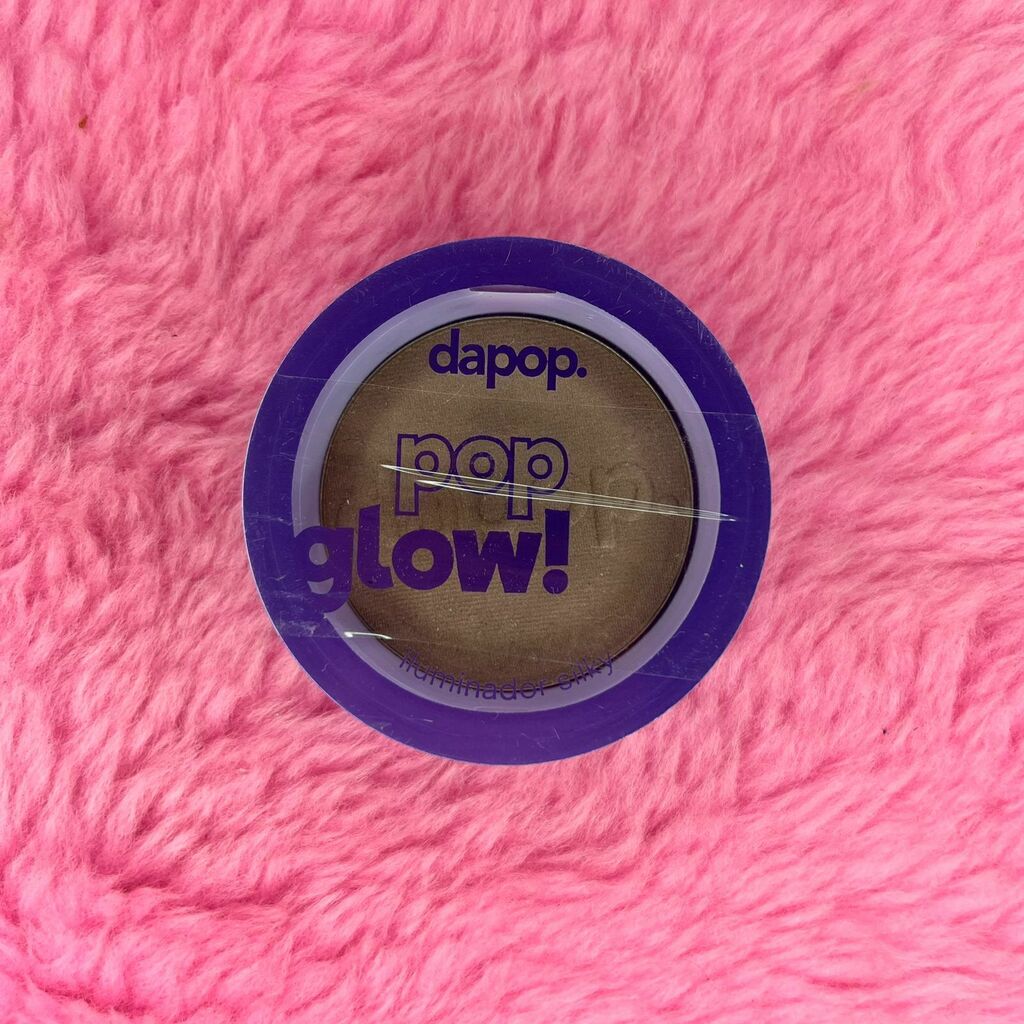 dapop.
pop
glow!
iluminador silky